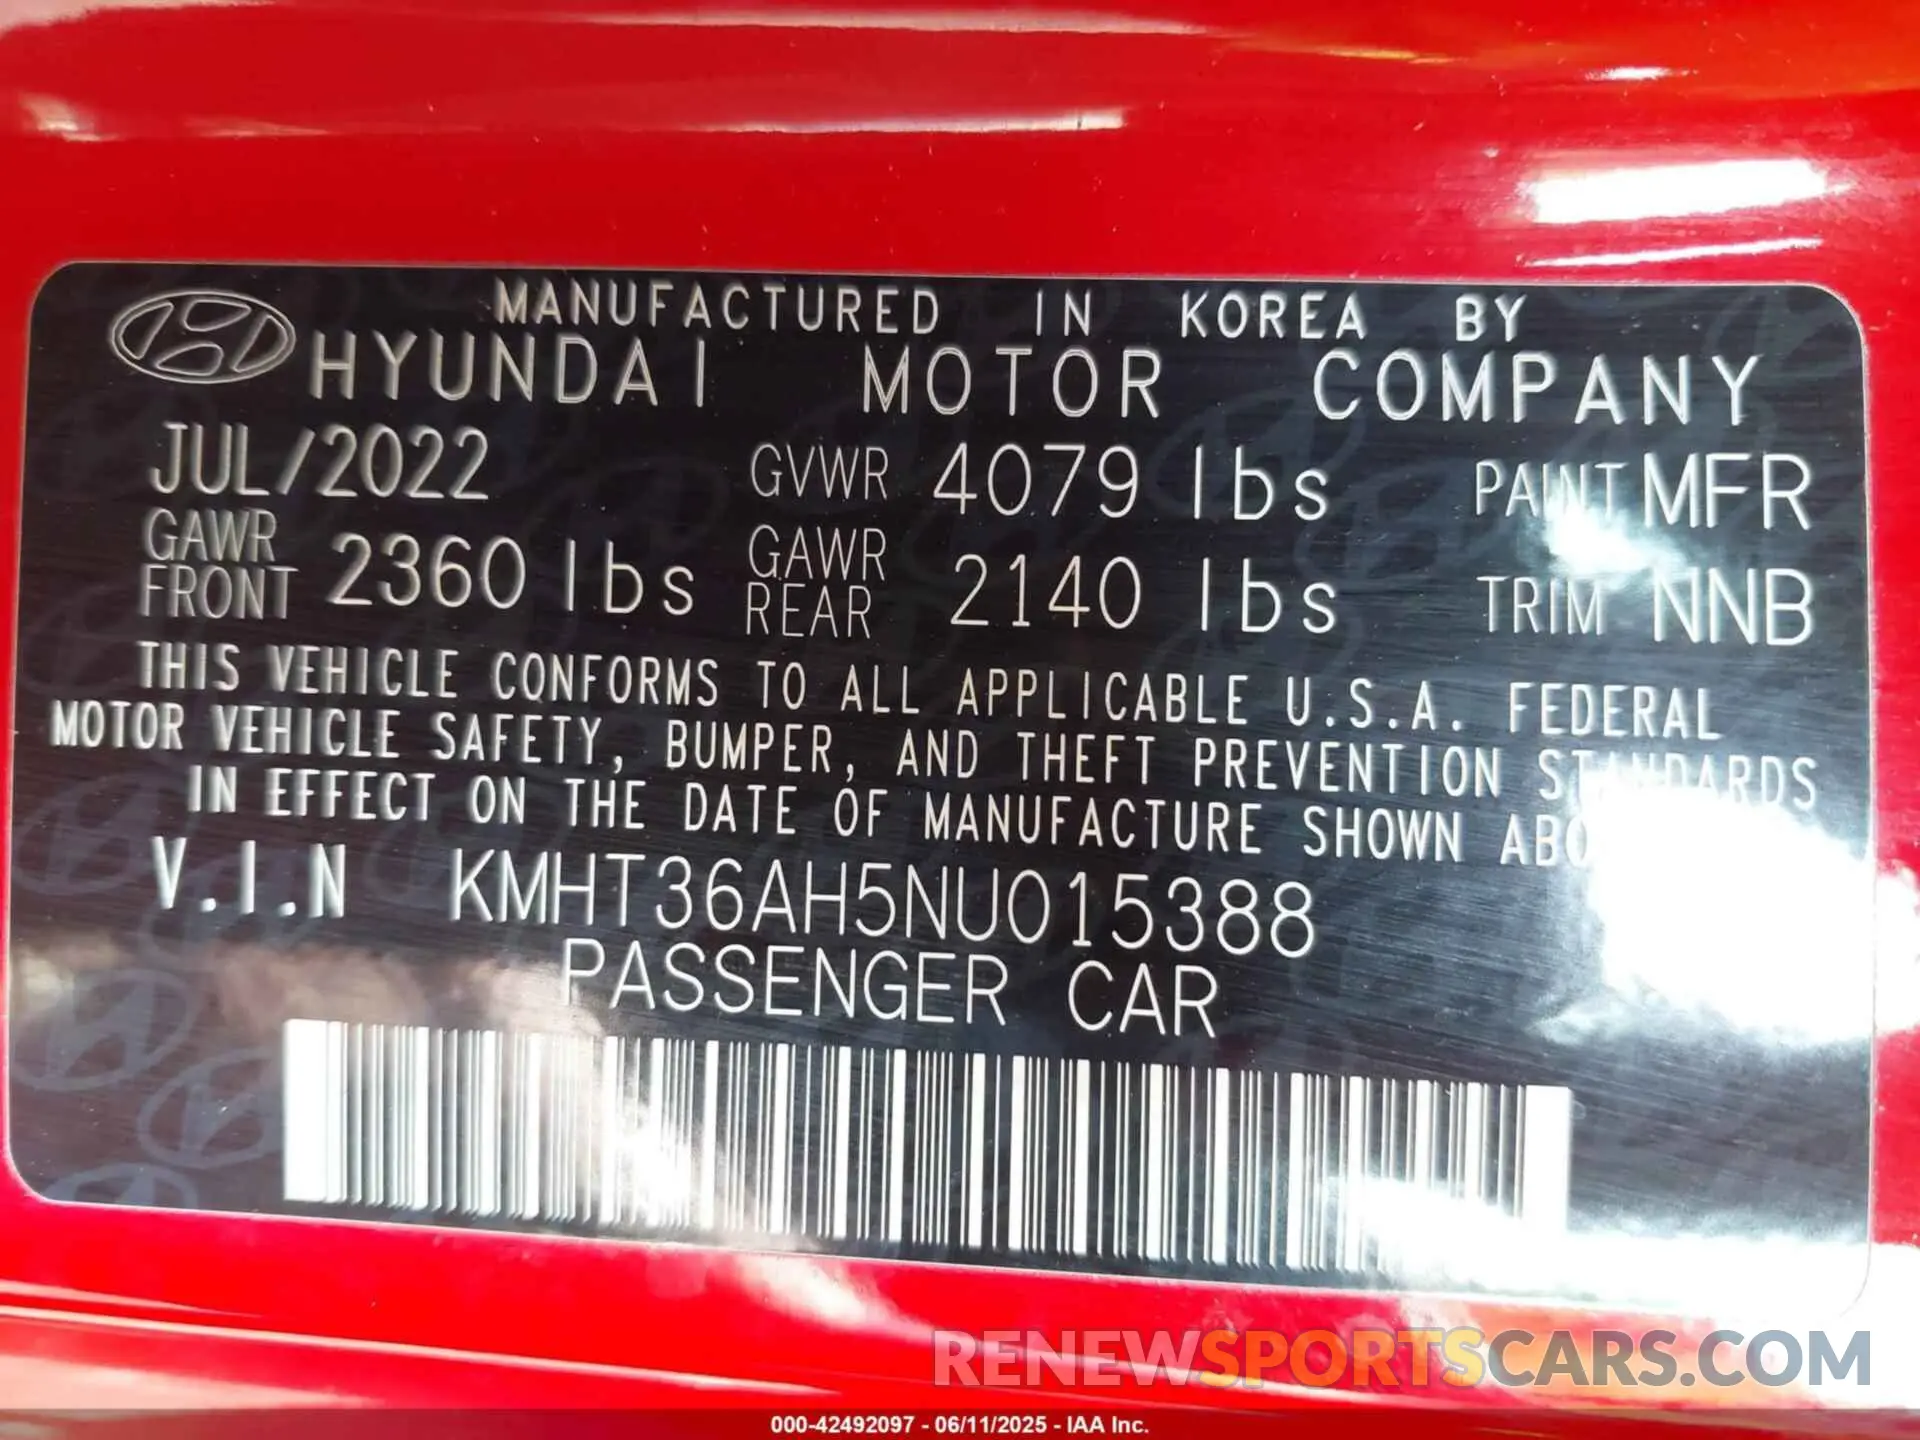 MANUFACTURED IN KOREA BY
HYUNDAI MOTOR COMPANY
JUL/2022 GVWR 4079 lbs PAINT MFR
GAWR FRONT 2360 lbs GAWR REAR 2140 lbs TRIM NNB
THIS VEHICLE CONFORMS TO ALL APPLICABLE U.S.A. FEDERAL
MOTOR VEHICLE SAFETY, BUMPER, AND THEFT PREVENTION STANDARDS
IN EFFECT ON THE DATE OF MANUFACTURE SHOWN
V.I.N KMHT36AH5NU015388
PASSENGER CAR
RENEWSPORTSCARS.COM
000-42492097 - 06/11/2025 - IAA Inc.